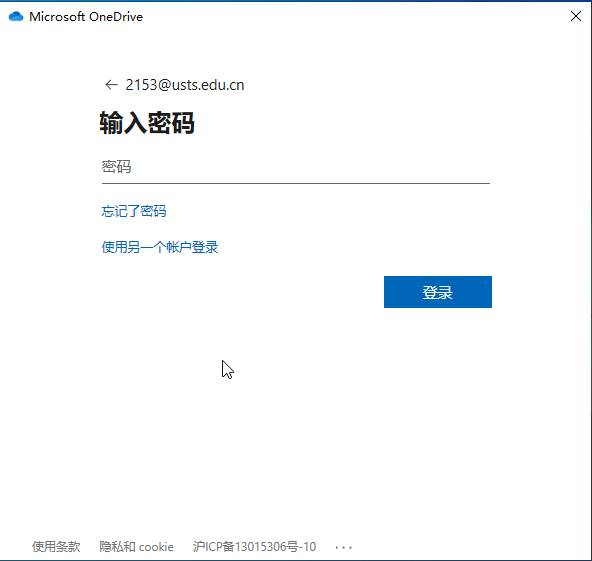 Microsoft OneDrive
2153@usts.edu.cn
输入密码
密码
忘记了密码
使用另一个帐户登录
登录
使用条款 隐私和 cookie 沪ICP备13015306号-10 ···